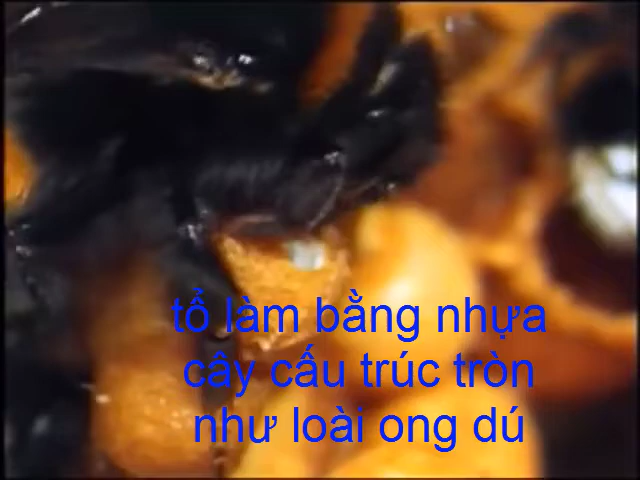 tổ làm bằng nhựa
cây cấu trúc tròn
như loài ong dú